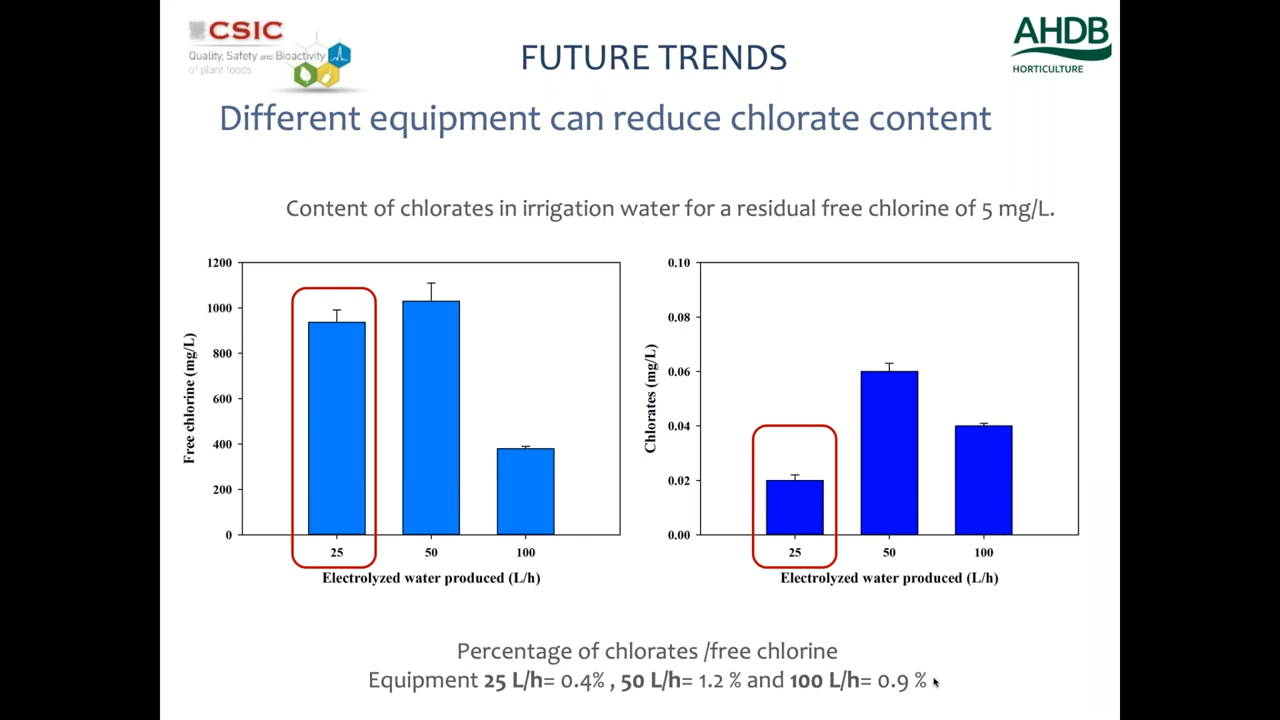 CSIC
Quality, Safety and Bioactivity
of plant foods
FUTURE TRENDS
AHDB
HORTICULTURE
Different equipment can reduce chlorate content
Content of chlorates in irrigation water for a residual free chlorine of 5 mg/L.
1200
1000
800
600
400
200
0
Free chlorine (mg/L)
25
50
100
Electrolyzed water produced (L/h)
0.10
0.08
0.06
0.04
0.02
0.00
Chlorates (mg/L)
25
50
100
Electrolyzed water produced (L/h)
Percentage of chlorates /free chlorine
Equipment 25 L/h= 0.4% , 50 L/h= 1.2 % and 100 L/h= 0.9 %